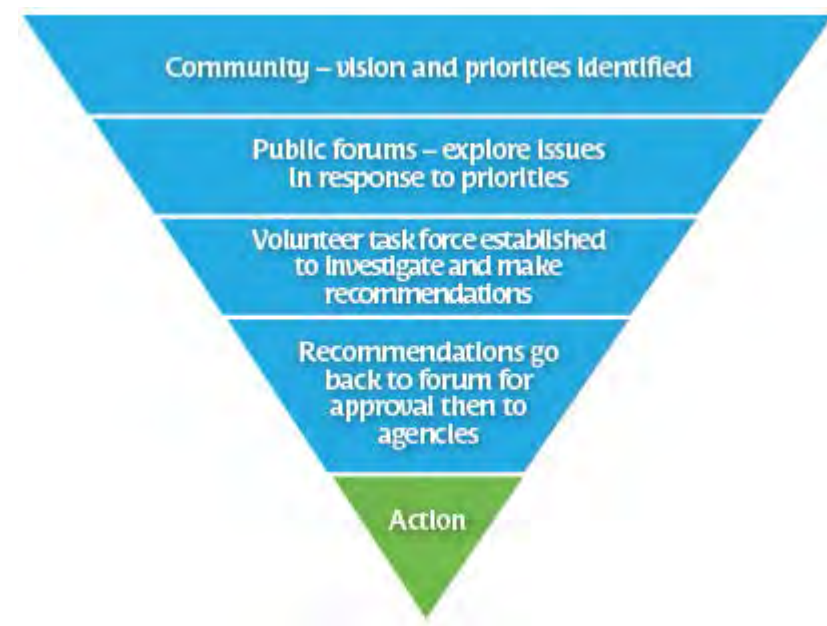 Community – vision and priorities identified
Public forums – explore issues
in response to priorities
Volunteer task force established
to investigate and make
recommendations
Recommendations go
back to forum for
approval then to
agencies
Action